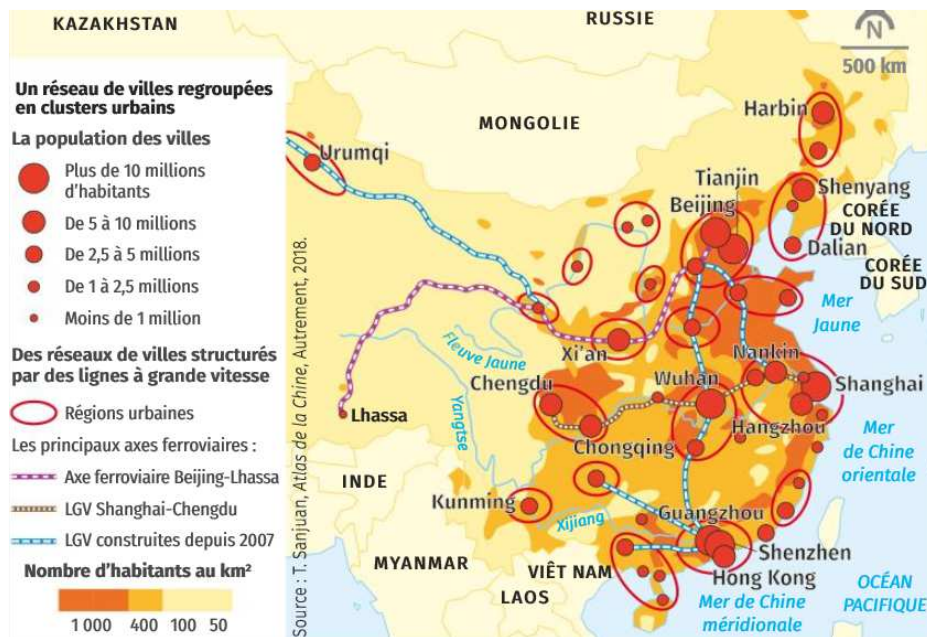 KAZAKHSTAN
RUSSIE
N
500 km
Un réseau de villes regroupées
en clusters urbains
La population des villes
Plus de 10 millions
d'habitants
De 5 à 10 millions
De 2,5 à 5 millions
De 1 à 2,5 millions
Moins de 1 million
Des réseaux de villes structurés
par des lignes à grande vitesse
Régions urbaines
Les principaux axes ferroviaires :
Axe ferroviaire Beijing-Lhassa
LGV Shanghai-Chengdu
LGV construites depuis 2007
Nombre d'habitants au km²
1 000 400 100 50
Source : T. Sanjuan, Atlas de la Chine, Autrement, 2018.
MONGOLIE
Harbin
Urumqi
Tianjin
Beijing
Shenyang
CORÉE
DU NORD
Dalian
CORÉE
DU SUD
Mer
Jaune
Xi'an
Fleuve Jaune
Nankin
Chengdu
Wuhan
Shanghai
Lhassa
Yangtse
Hangzhou
Chongqing
Mer
de Chine
orientale
INDE
Kunming
Xijiang
Guangzhou
MYANMAR
VIÊT NAM
LAOS
Shenzhen
Hong Kong
Mer de Chine
méridionale
OCÉAN
PACIFIQUE